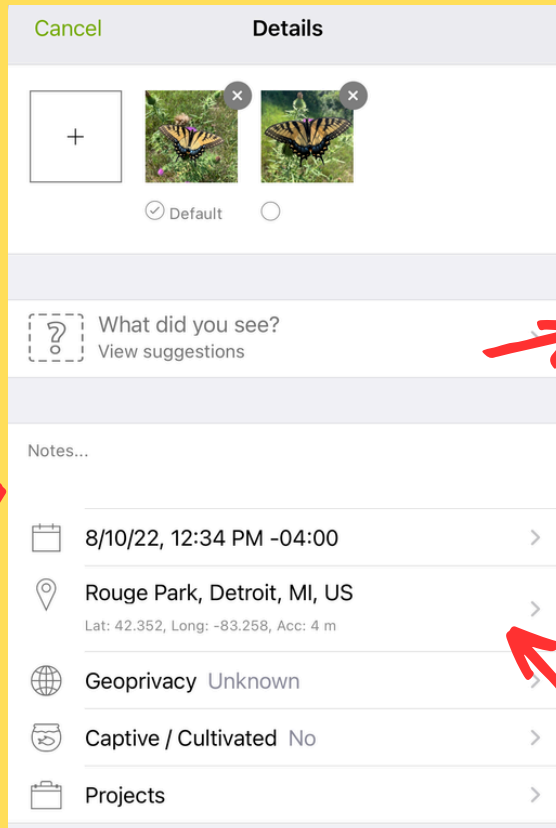 Cancel Details
Default
What did you see?
View suggestions
Notes...
8/10/22, 12:34 PM -04:00
Rouge Park, Detroit, MI, US
Lat: 42.352, Long: -83.258, Acc: 4 m
Geoprivacy Unknown
Captive / Cultivated No
Projects